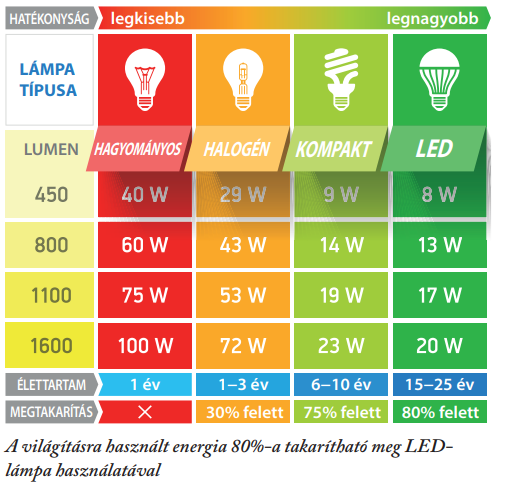 HATÉKONYSÁG legkisebb legnagyobb
LÁMPA
TÍPUSA
LUMEN HAGYOMÁNYOS HALOGÉN KOMPAKT LED
450 40 W 29 W 9 W 8 W
800 60 W 43 W 14 W 13 W
1100 75 W 53 W 19 W 17 W
1600 100 W 72 W 23 W 20 W
ÉLETTARTAM 1 év 1–3 év 6–10 év 15–25 év
MEGTAKARÍTÁS 30% felett 75% felett 80% felett
A világításra használt energia 80%-a takarítható meg LED-
lámpa használatával